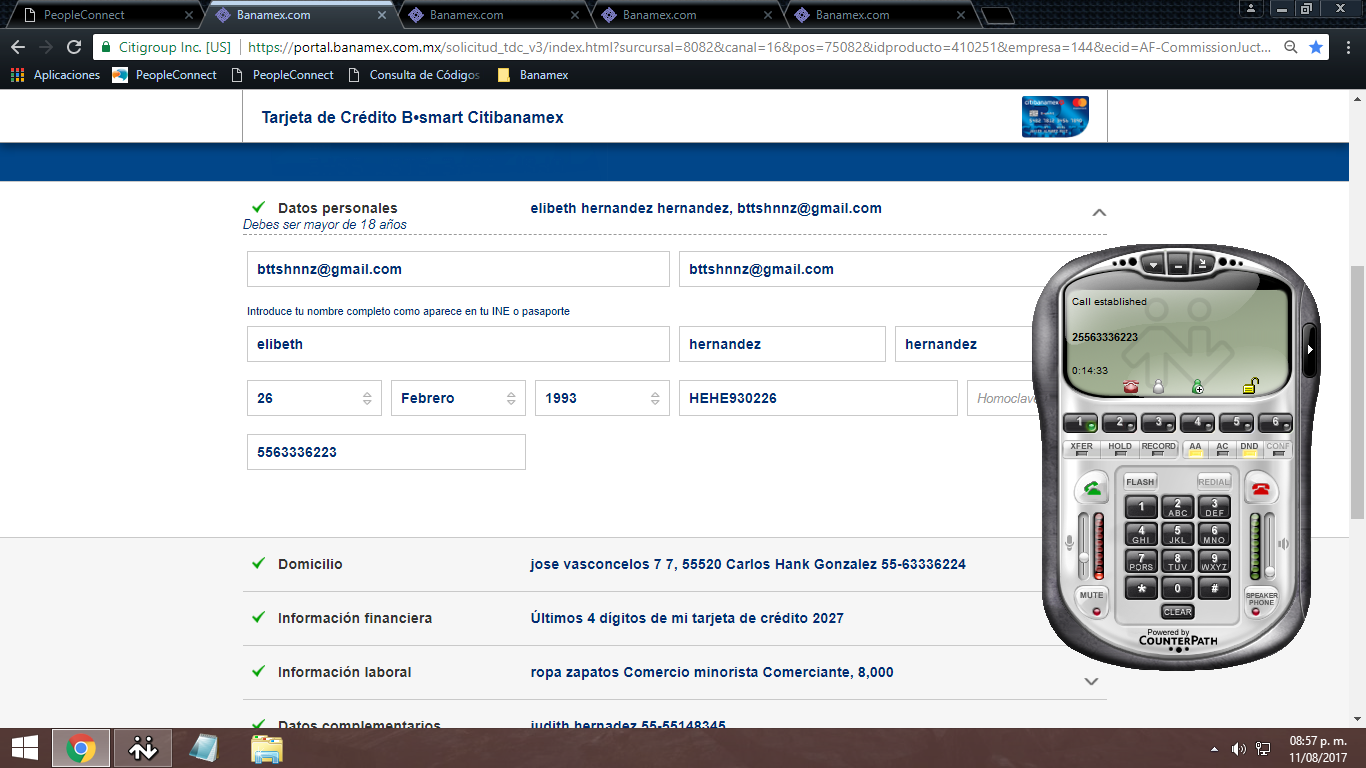 PeopleConnect
Banamex.com
Banamex.com
Banamex.com
Banamex.com
Citigroup Inc. [US]
https://portal.banamex.com.mx/solicitud_tdc_v3/index.html?surcursal=8082&canal=16&pos=75082&idproducto=410251&empresa=144&ecid=AF-CommissionJuct...
Aplicaciones
PeopleConnect
PeopleConnect
Consulta de Códigos
Banamex
Tarjeta de Crédito B•smart Citibanamex
citibanamex
Datos personales
elibeth hernandez hernandez, bttshnnz@gmail.com
Debes ser mayor de 18 años
bttshnnz@gmail.com
bttshnnz@gmail.com
Introduce tu nombre completo como aparece en tu INE o pasaporte
elibeth
hernandez
hernandez
26
Febrero
1993
HEHE930226
Homoclave
5563336223
Domicilio
jose vasconcelos 7 7, 55520 Carlos Hank Gonzalez 55-63336224
Información financiera
Últimos 4 dígitos de mi tarjeta de crédito 2027
Información laboral
ropa zapatos Comercio minorista Comerciante, 8,000
Datos complementarios
judith hernadez 55-55148345
Call established
25563336223
0:14:33
1 2 3 4 5 6
XFER HOLD RECORD AA AC DND CONF
FLASH REDIAL
1 2 ABC 3 DEF
4 GHI 5 JKL 6 MNO
7 PQRS 8 TUV 9 WXYZ
* 0 #
MUTE
SPEAKER PHONE
CLEAR
Powered by
COUNTERPATH
08:57 p. m.
11/08/2017